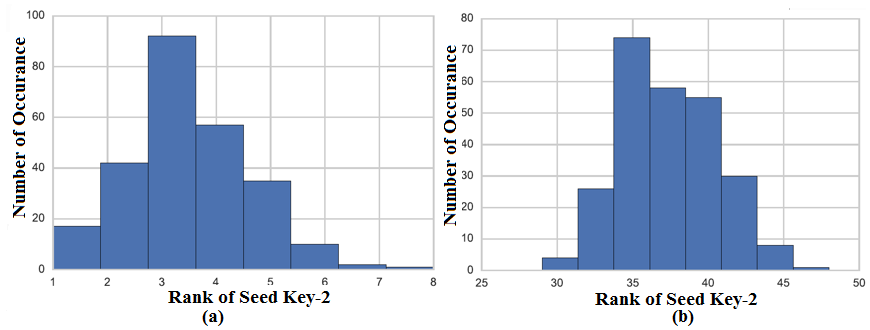 100
80
60
40
20
0
Number of Occurance
1 2 3 4 5 6 7 8
Rank of Seed Key-2
(a)
80
70
60
50
40
30
20
10
0
Number of Occurance
25 30 35 40 45 50
Rank of Seed Key-2
(b)